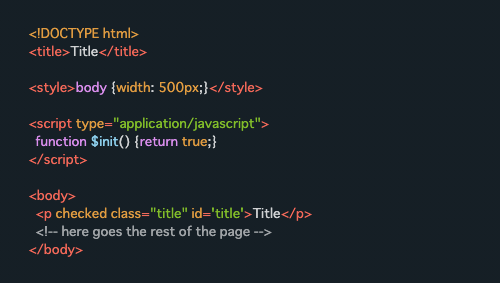 <!DOCTYPE html>
<title>Title</title>
<style>body {width: 500px;}</style>
<script type="application/javascript">
function $init() {return true;}
</script>
<body>
<p checked class="title" id='title'>Title</p>
<!-- here goes the rest of the page -->
</body>